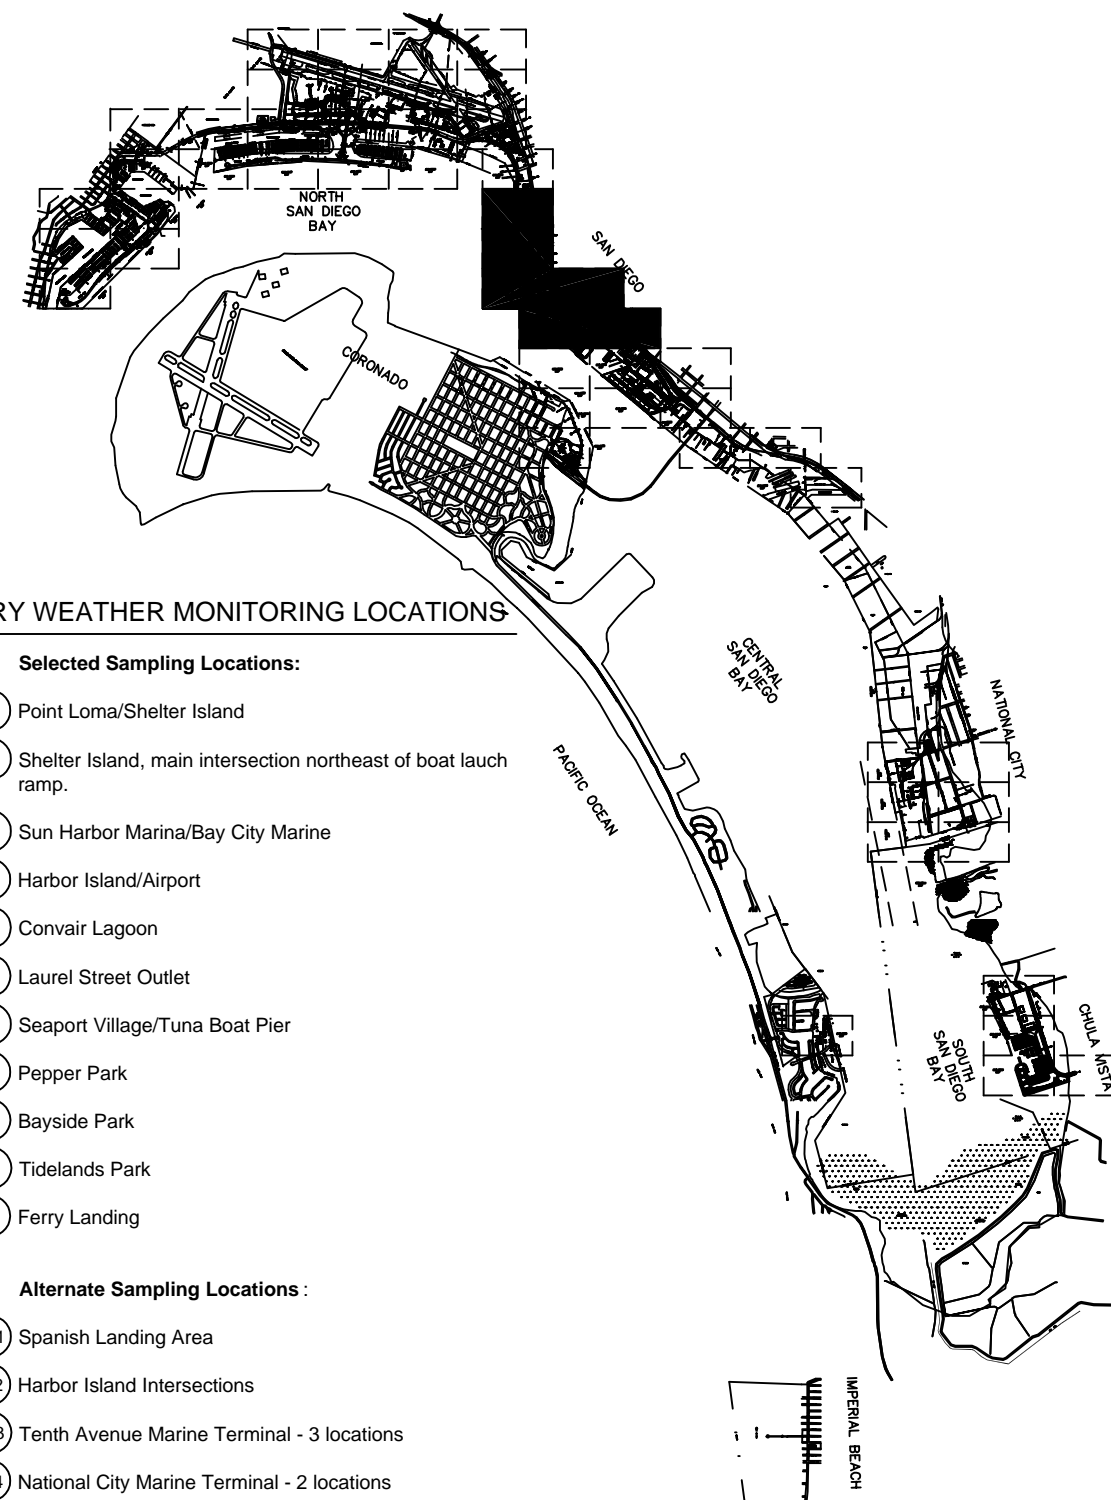 NORTH
SAN DIEGO
BAY
SAN DIEGO
CORONADO
RY WEATHER MONITORING LOCATIONS
Selected Sampling Locations:
Point Loma/Shelter Island
Shelter Island, main intersection northeast of boat lauch
ramp.
Sun Harbor Marina/Bay City Marine
Harbor Island/Airport
Convair Lagoon
Laurel Street Outlet
Seaport Village/Tuna Boat Pier
Pepper Park
Bayside Park
Tidelands Park
Ferry Landing
Alternate Sampling Locations :
1 Spanish Landing Area
2 Harbor Island Intersections
3 Tenth Avenue Marine Terminal - 3 locations
4 National City Marine Terminal - 2 locations
CENTRAL
SAN DIEGO
BAY
NATIONAL CITY
PACIFIC OCEAN
SOUTH
SAN DIEGO
BAY
CHULA VISTA
IMPERIAL BEACH